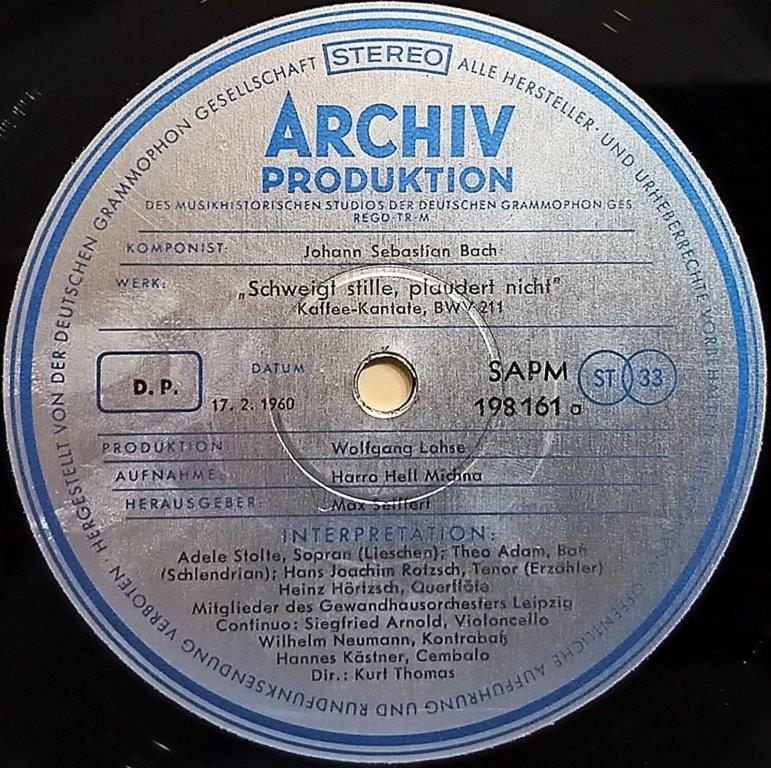 STEREO
ARCHIV
PRODUKTION
DES MUSIKHISTORISCHEN STUDIOS DER DEUTSCHEN GRAMMOPHON GES
REGD·TR·M
KOMPONIST: Johann Sebastian Bach
WERK: „Schweigt stille, plaudert nicht"
Kaffee-Kantate, BWV 211
D. P. DATUM 17. 2. 1960 SAPM 198161 a ST 33
PRODUKTION Wolfgang Lohse
AUFNAHME: Harro Hell Michna
HERAUSGEBER: Max Seiffert
INTERPRETATION:
Adele Stolte, Sopran (Lieschen); Theo Adam, Baß
(Schlendrian); Hans Joachim Rotzsch, Tenor (Erzähler)
Heinz Hörtzsch, Querflöte
Mitglieder des Gewandhausorchesters Leipzig
Continuo: Siegfried Arnold, Violoncello
Wilhelm Neumann, Kontrabaß
Hannes Kästner, Cembalo
Dir.: Kurt Thomas
HERGESTELLT VON DER DEUTSCHEN GRAMMOPHON GESELLSCHAFT
ALLE HERSTELLER- UND URHEBERRECHTE VORBEHALTEN ÖFFENTLICHE AUFFÜHRUNG UND RUNDFUNKSENDUNG VERBOTEN ·